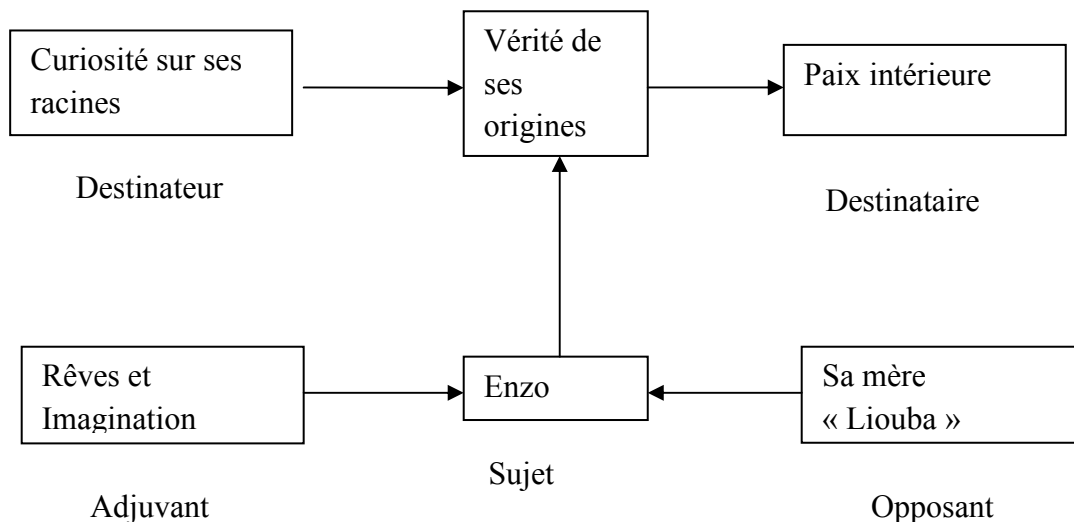 Curiosité sur ses
racines
Vérité de
ses
origines
Paix intérieure
Destinateur
Destinataire
Rêves et
Imagination
Enzo
Sa mère
« Liouba »
Sujet
Adjuvant
Opposant